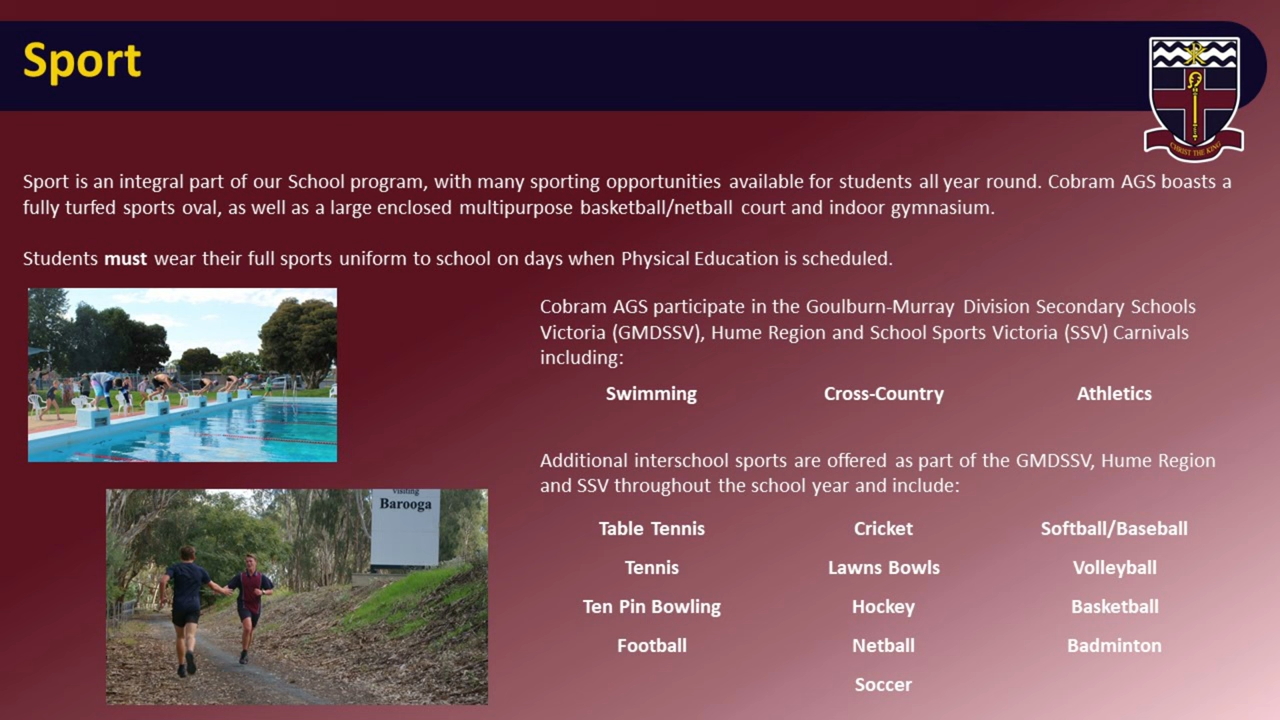 Sport
CHRIST THE KING
Sport is an integral part of our School program, with many sporting opportunities available for students all year round. Cobram AGS boasts a
fully turfed sports oval, as well as a large enclosed multipurpose basketball/netball court and indoor gymnasium.
Students must wear their full sports uniform to school on days when Physical Education is scheduled.
Cobram AGS participate in the Goulburn-Murray Division Secondary Schools
Victoria (GMDSSV), Hume Region and School Sports Victoria (SSV) Carnivals
including:
Swimming Cross-Country Athletics
Additional interschool sports are offered as part of the GMDSSV, Hume Region
and SSV throughout the school year and include:
Table Tennis Cricket Softball/Baseball
Tennis Lawns Bowls Volleyball
Ten Pin Bowling Hockey Basketball
Football Netball Badminton
Soccer
visiting
Barooga